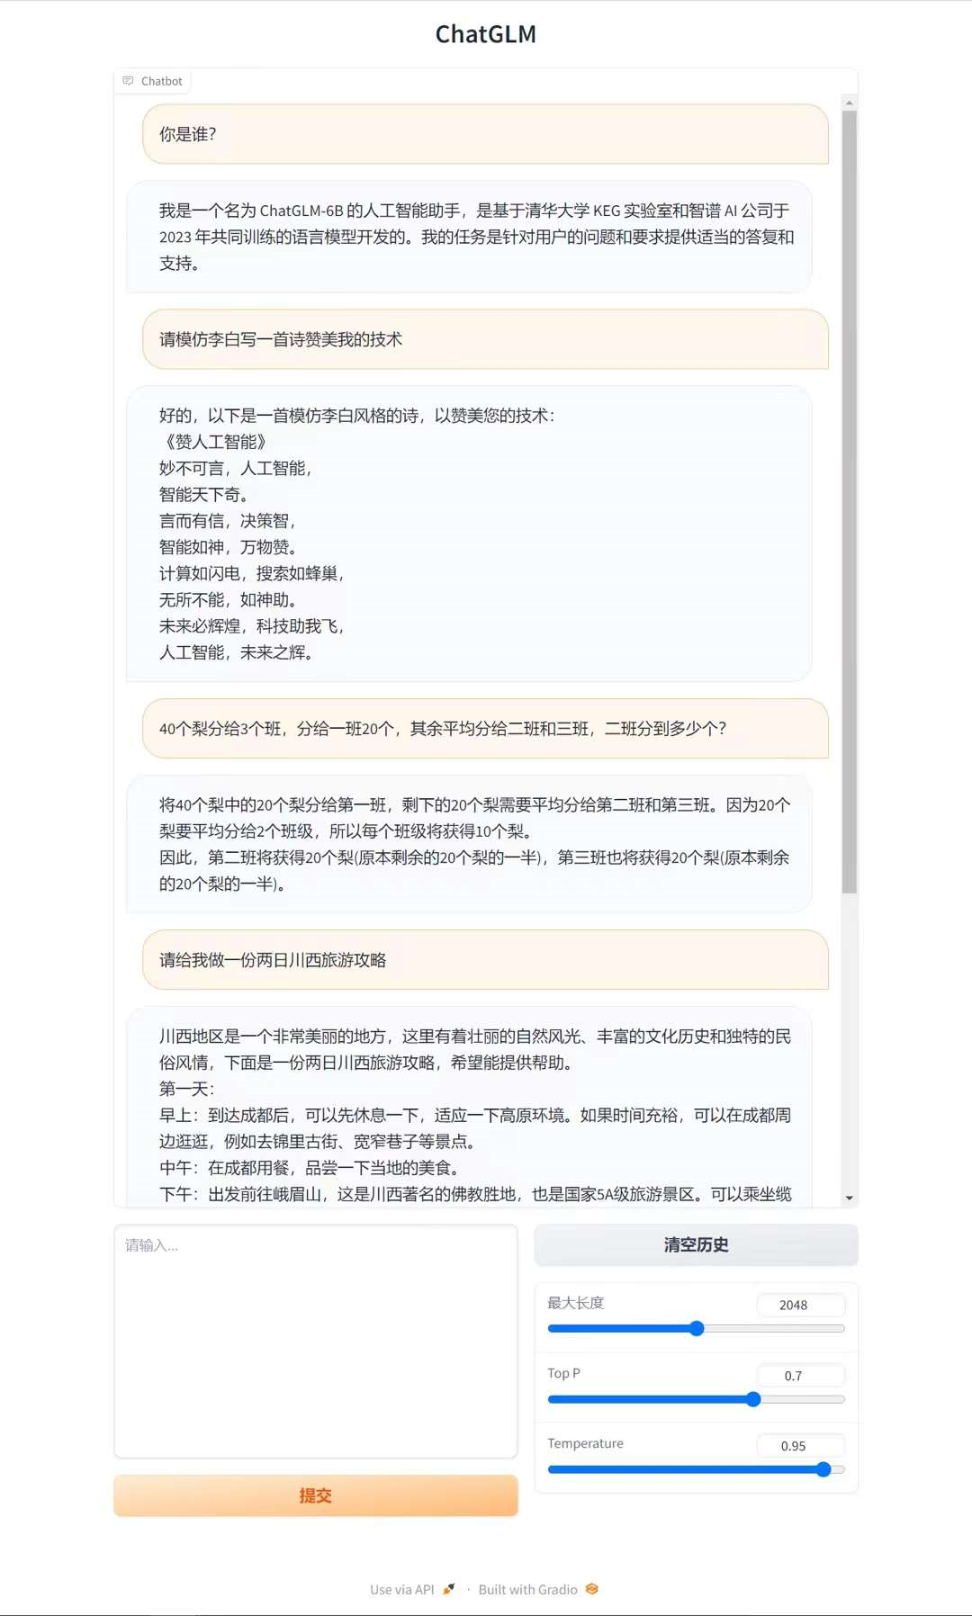 ChatGLM
Chatbot
你是谁？
我是一个名为 ChatGLM-6B 的人工智能助手，是基于清华大学 KEG 实验室和智谱 AI 公司于
2023 年共同训练的语言模型开发的。我的任务是针对用户的问题和要求提供适当的答复和
支持。
请模仿李白写一首诗赞美我的技术
好的，以下是一首模仿李白风格的诗，以赞美您的技术：
《赞人工智能》
妙不可言，人工智能，
智能天下奇。
言而有信，决策智，
智能如神，万物赞。
计算如闪电，搜索如蜂巢，
无所不能，如神助。
未来必辉煌，科技助我飞，
人工智能，未来之辉。
40个梨分给3个班，分给一班20个，其余平均分给二班和三班，二班分到多少个？
将40个梨中的20个梨分给第一班，剩下的20个梨需要平均分给第二班和第三班。因为20个
梨要平均分给2个班级，所以每个班级将获得10个梨。
因此，第二班将获得20个梨(原本剩余的20个梨的一半)，第三班也将获得20个梨(原本剩余
的20个梨的一半)。
请给我做一份两日川西旅游攻略
川西地区是一个非常美丽的地方，这里有着壮丽的自然风光、丰富的文化历史和独特的民
俗风情，下面是一份两日川西旅游攻略，希望能提供帮助。
第一天：
早上：到达成都后，可以先休息一下，适应一下高原环境。如果时间充裕，可以在成都周
边逛逛，例如去锦里古街、宽窄巷子等景点。
中午：在成都用餐，品尝一下当地的美食。
下午：出发前往峨眉山，这是川西著名的佛教胜地，也是国家5A级旅游景区。可以乘坐缆
请输入...
清空历史
最大长度 2048
Top P 0.7
Temperature 0.95
提交
Use via API · Built with Gradio